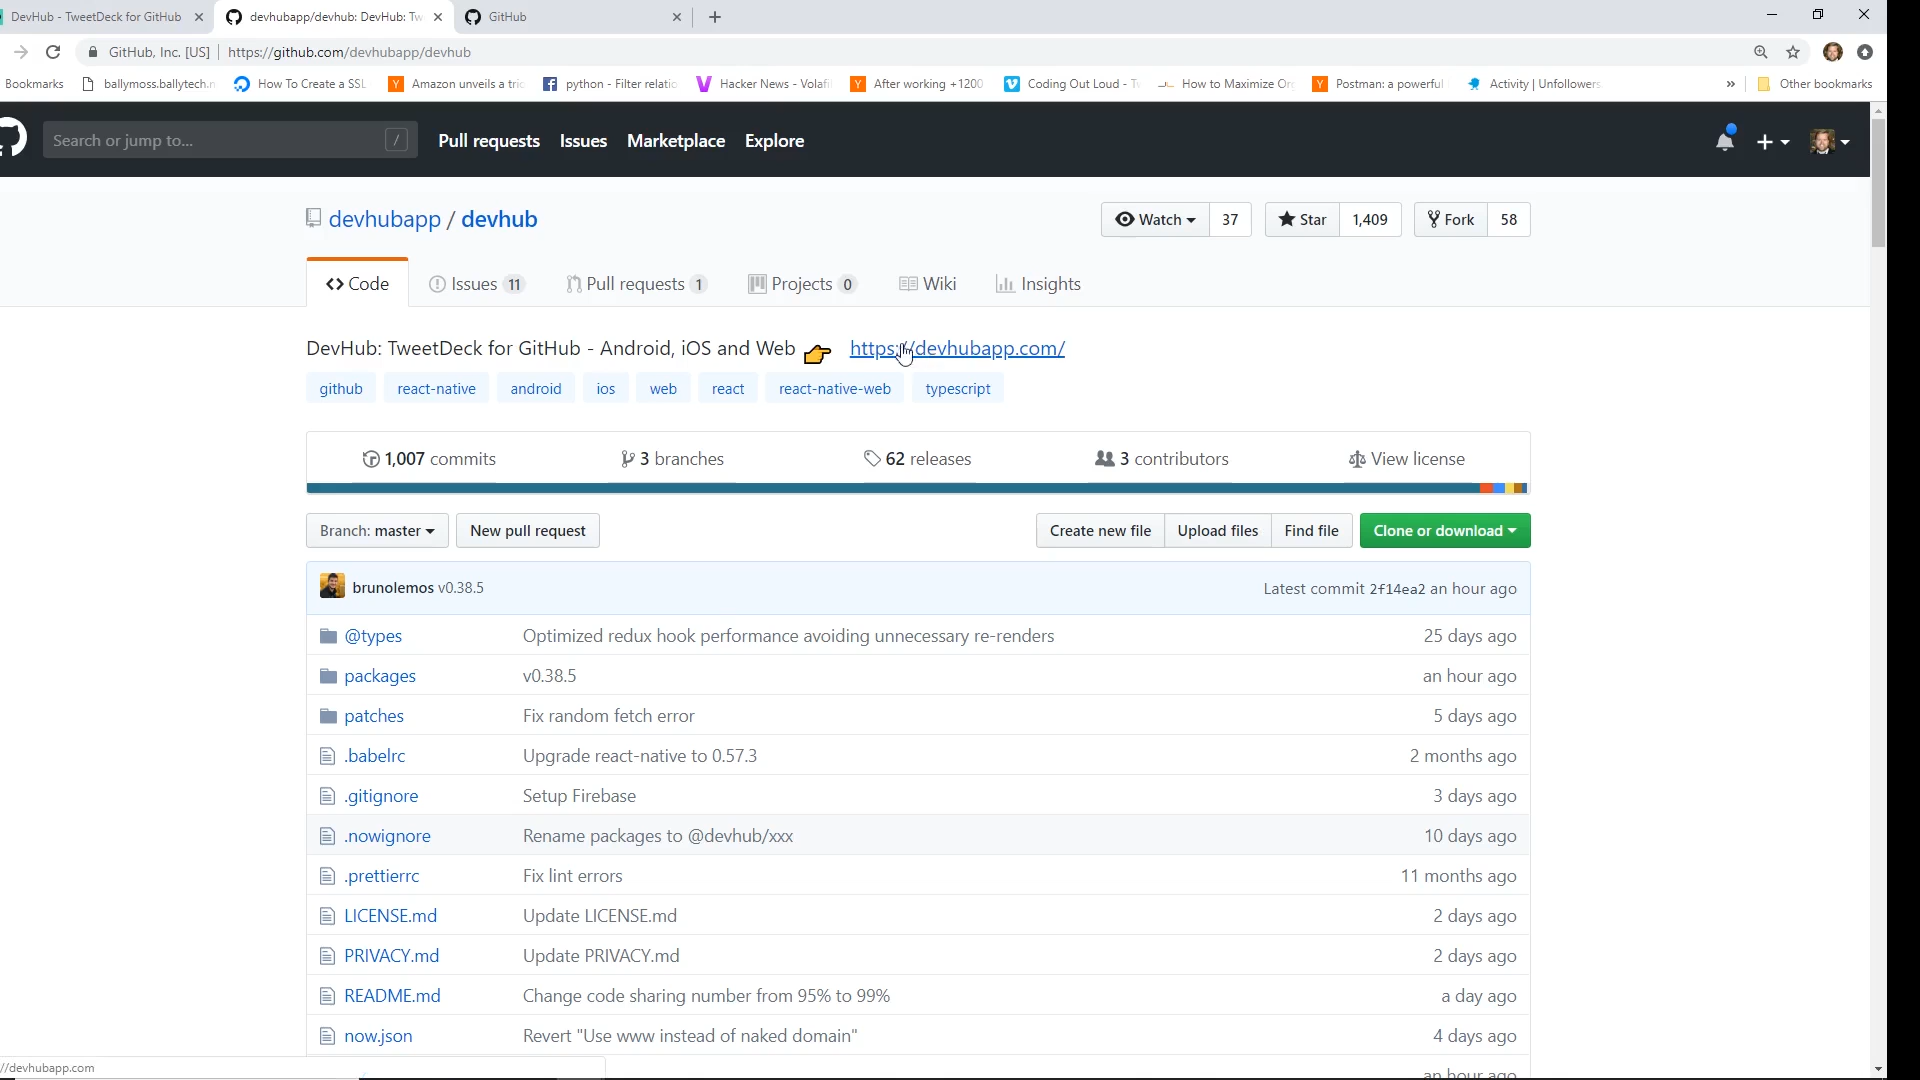 DevHub - TweetDeck for GitHub
devhubapp/devhub: DevHub: Tw
GitHub
GitHub, Inc. [US]
https://github.com/devhubapp/devhub
Bookmarks
ballymoss.ballytech.n
How To Create a SSL
Amazon unveils a tric
python - Filter relatio
Hacker News - Volafi
After working +1200
Coding Out Loud - Tw
How to Maximize Org
Postman: a powerful
Activity | Unfollowers
»
Other bookmarks
Search or jump to...
/
Pull requests
Issues
Marketplace
Explore
devhubapp / devhub
Watch
37
Star
1,409
Fork
58
Code
Issues 11
Pull requests 1
Projects 0
Wiki
Insights
DevHub: TweetDeck for GitHub - Android, iOS and Web
https://devhubapp.com/
github
react-native
android
ios
web
react
react-native-web
typescript
1,007 commits
3 branches
62 releases
3 contributors
View license
Branch: master
New pull request
Create new file
Upload files
Find file
Clone or download
brunolemos v0.38.5
Latest commit 2f14ea2 an hour ago
@types
Optimized redux hook performance avoiding unnecessary re-renders
25 days ago
packages
v0.38.5
an hour ago
patches
Fix random fetch error
5 days ago
.babelrc
Upgrade react-native to 0.57.3
2 months ago
.gitignore
Setup Firebase
3 days ago
.nowignore
Rename packages to @devhub/xxx
10 days ago
.prettierrc
Fix lint errors
11 months ago
LICENSE.md
Update LICENSE.md
2 days ago
PRIVACY.md
Update PRIVACY.md
2 days ago
README.md
Change code sharing number from 95% to 99%
a day ago
now.json
Revert "Use www instead of naked domain"
4 days ago
//devhubapp.com
an hour ago